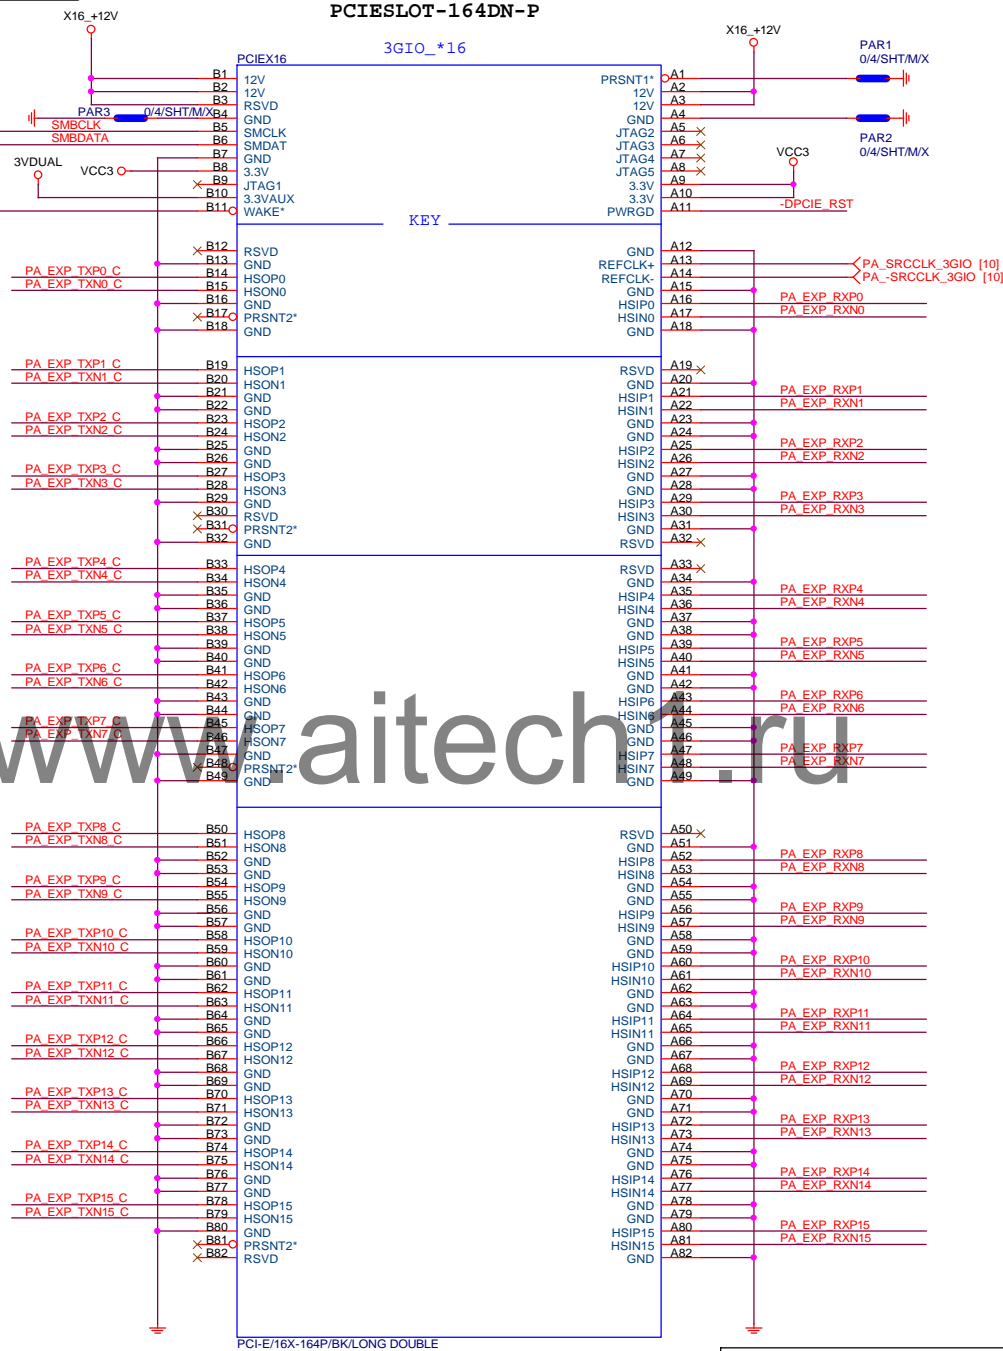 PCIESLOT-164DN-P
X16_+12V
X16_+12V
3GIO_*16
PCIEX16
PAR1
0/4/SHT/M/X
B1 12V PRSNT1* A1
B2 12V 12V A2
B3 RSVD 12V A3
PAR3 0/4/SHT/M/X B4 GND GND A4
SMBCLK B5 SMCLK JTAG2 A5
SMBDATA B6 SMDAT JTAG3 A6 PAR2
B7 GND JTAG4 A7 0/4/SHT/M/X
3VDUAL VCC3 B8 3.3V JTAG5 A8 VCC3
B9 JTAG1 3.3V A9
B10 3.3VAUX 3.3V A10
B11 WAKE* PWRGD A11 -DPCIE_RST
KEY
B12 RSVD GND A12
B13 GND REFCLK+ A13 PA_SRCCLK_3GIO [10]
PA_EXP_TXP0_C B14 HSOP0 REFCLK- A14 PA_-SRCCLK_3GIO [10]
PA_EXP_TXN0_C B15 HSON0 GND A15
B16 GND HSIP0 A16 PA_EXP_RXP0
B17 PRSNT2* HSIN0 A17 PA_EXP_RXN0
B18 GND GND A18
PA_EXP_TXP1_C B19 HSOP1 RSVD A19
PA_EXP_TXN1_C B20 HSON1 GND A20
B21 GND HSIP1 A21 PA_EXP_RXP1
B22 GND HSIN1 A22 PA_EXP_RXN1
PA_EXP_TXP2_C B23 HSOP2 GND A23
PA_EXP_TXN2_C B24 HSON2 GND A24
B25 GND HSIP2 A25 PA_EXP_RXP2
B26 GND HSIN2 A26 PA_EXP_RXN2
PA_EXP_TXP3_C B27 HSOP3 GND A27
PA_EXP_TXN3_C B28 HSON3 GND A28
B29 GND HSIP3 A29 PA_EXP_RXP3
B30 RSVD HSIN3 A30 PA_EXP_RXN3
B31 PRSNT2* GND A31
B32 GND RSVD A32
PA_EXP_TXP4_C B33 HSOP4 RSVD A33
PA_EXP_TXN4_C B34 HSON4 GND A34
B35 GND HSIP4 A35 PA_EXP_RXP4
B36 GND HSIN4 A36 PA_EXP_RXN4
PA_EXP_TXP5_C B37 HSOP5 GND A37
PA_EXP_TXN5_C B38 HSON5 GND A38
B39 GND HSIP5 A39 PA_EXP_RXP5
B40 GND HSIN5 A40 PA_EXP_RXN5
PA_EXP_TXP6_C B41 HSOP6 GND A41
PA_EXP_TXN6_C B42 HSON6 GND A42
B43 GND HSIP6 A43 PA_EXP_RXP6
B44 GND HSIN6 A44 PA_EXP_RXN6
PA_EXP_TXP7_C B45 HSOP7 GND A45
PA_EXP_TXN7_C B46 HSON7 GND A46
B47 GND HSIP7 A47 PA_EXP_RXP7
B48 PRSNT2* HSIN7 A48 PA_EXP_RXN7
B49 GND GND A49
www.aitech1.ru
PA_EXP_TXP8_C B50 HSOP8 RSVD A50
PA_EXP_TXN8_C B51 HSON8 GND A51
B52 GND HSIP8 A52 PA_EXP_RXP8
B53 GND HSIN8 A53 PA_EXP_RXN8
PA_EXP_TXP9_C B54 HSOP9 GND A54
PA_EXP_TXN9_C B55 HSON9 GND A55
B56 GND HSIP9 A56 PA_EXP_RXP9
B57 GND HSIN9 A57 PA_EXP_RXN9
PA_EXP_TXP10_C B58 HSOP10 GND A58
PA_EXP_TXN10_C B59 HSON10 GND A59
B60 GND HSIP10 A60 PA_EXP_RXP10
B61 GND HSIN10 A61 PA_EXP_RXN10
PA_EXP_TXP11_C B62 HSOP11 GND A62
PA_EXP_TXN11_C B63 HSON11 GND A63
B64 GND HSIP11 A64 PA_EXP_RXP11
B65 GND HSIN11 A65 PA_EXP_RXN11
PA_EXP_TXP12_C B66 HSOP12 GND A66
PA_EXP_TXN12_C B67 HSON12 GND A67
B68 GND HSIP12 A68 PA_EXP_RXP12
B69 GND HSIN12 A69 PA_EXP_RXN12
PA_EXP_TXP13_C B70 HSOP13 GND A70
PA_EXP_TXN13_C B71 HSON13 GND A71
B72 GND HSIP13 A72 PA_EXP_RXP13
B73 GND HSIN13 A73 PA_EXP_RXN13
PA_EXP_TXP14_C B74 HSOP14 GND A74
PA_EXP_TXN14_C B75 HSON14 GND A75
B76 GND HSIP14 A76 PA_EXP_RXP14
B77 GND HSIN14 A77 PA_EXP_RXN14
PA_EXP_TXP15_C B78 HSOP15 GND A78
PA_EXP_TXN15_C B79 HSON15 GND A79
B80 GND HSIP15 A80 PA_EXP_RXP15
B81 PRSNT2* HSIN15 A81 PA_EXP_RXN15
B82 RSVD GND A82
PCI-E/16X-164P/BK/LONG DOUBLE